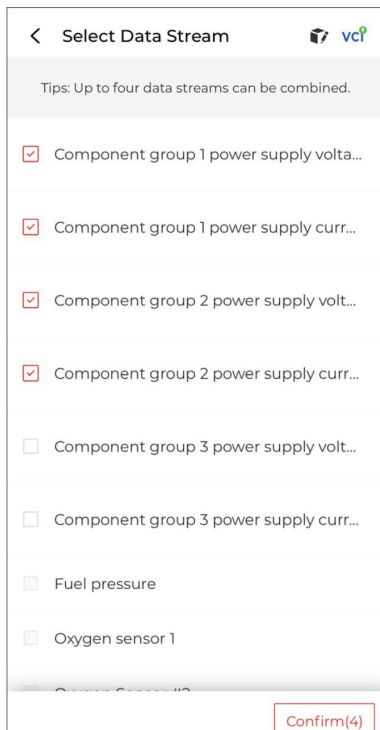 Select Data Stream vci
Tips: Up to four data streams can be combined.
Component group 1 power supply volta...
Component group 1 power supply curr...
Component group 2 power supply volt...
Component group 2 power supply curr...
Component group 3 power supply volt...
Component group 3 power supply curr...
Fuel pressure
Oxygen sensor 1
Confirm(4)